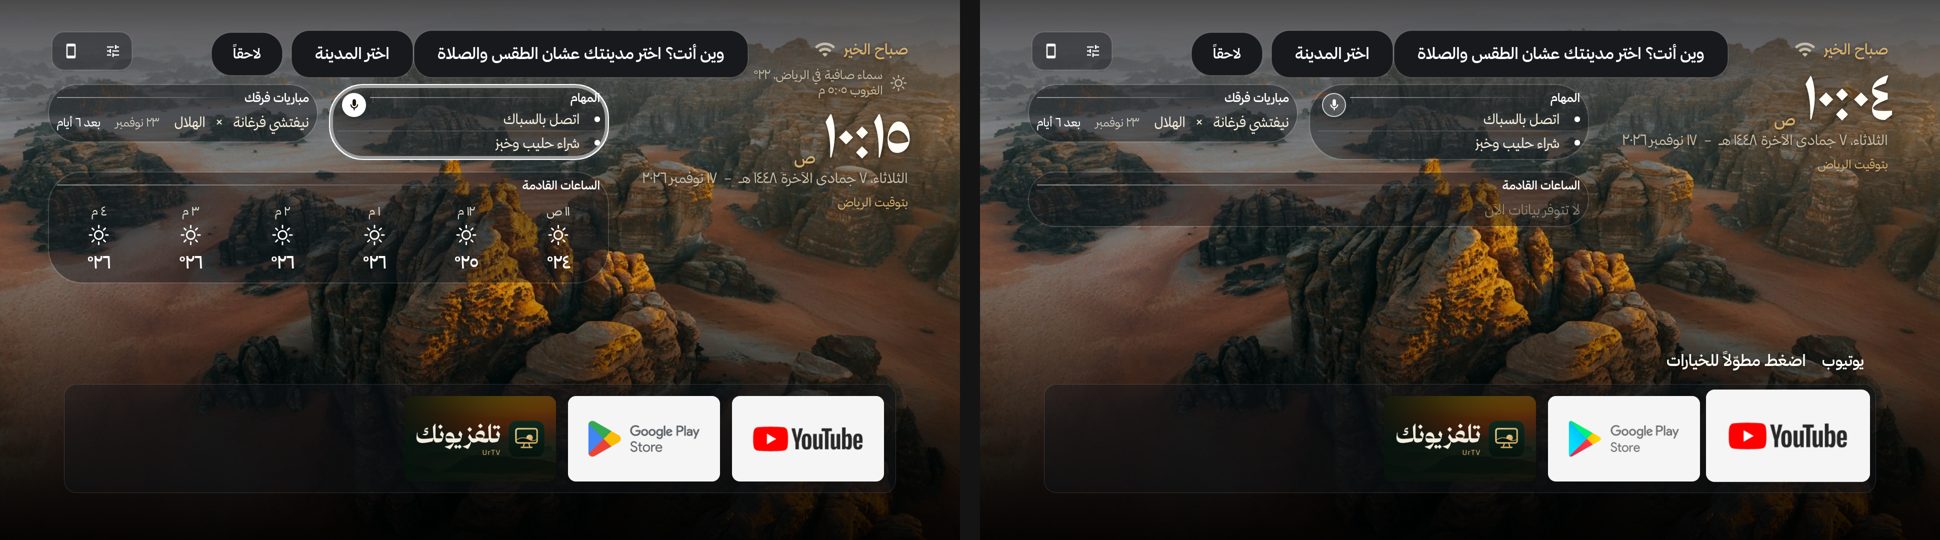 صباح الخير
سماء صافية في الرياض، ٢٢°
الغروب ٥:٠٥ م
١٠:١٥ ص
الثلاثاء، ٧ جمادى الآخرة ١٤٤٨ هـ – ١٧ نوفمبر ٢٠٢٦
بتوقيت الرياض
وين أنت؟ اختر مدينتك عشان الطقس والصلاة
اختر المدينة
لاحقاً
المهام
اتصل بالسباك
شراء حليب وخبز
مباريات فرقك
نيفتشي فرغانة × الهلال ٢٣ نوفمبر بعد ٦ أيام
الساعات القادمة
١١ ص ١٢ م ١ م ٢ م ٣ م ٤ م
٢٤° ٢٥° ٢٦° ٢٦° ٢٦° ٢٦°
YouTube
Google Play
Store
تلفزيونك
UrTV
صباح الخير
١٠:٠٤ ص
الثلاثاء، ٧ جمادى الآخرة ١٤٤٨ هـ – ١٧ نوفمبر ٢٠٢٦
بتوقيت الرياض
وين أنت؟ اختر مدينتك عشان الطقس والصلاة
اختر المدينة
لاحقاً
المهام
اتصل بالسباك
شراء حليب وخبز
مباريات فرقك
نيفتشي فرغانة × الهلال ٢٣ نوفمبر بعد ٦ أيام
الساعات القادمة
لا تتوفر بيانات الآن
يوتيوب اضغط مطوّلاً للخيارات
YouTube
Google Play
Store
تلفزيونك
UrTV